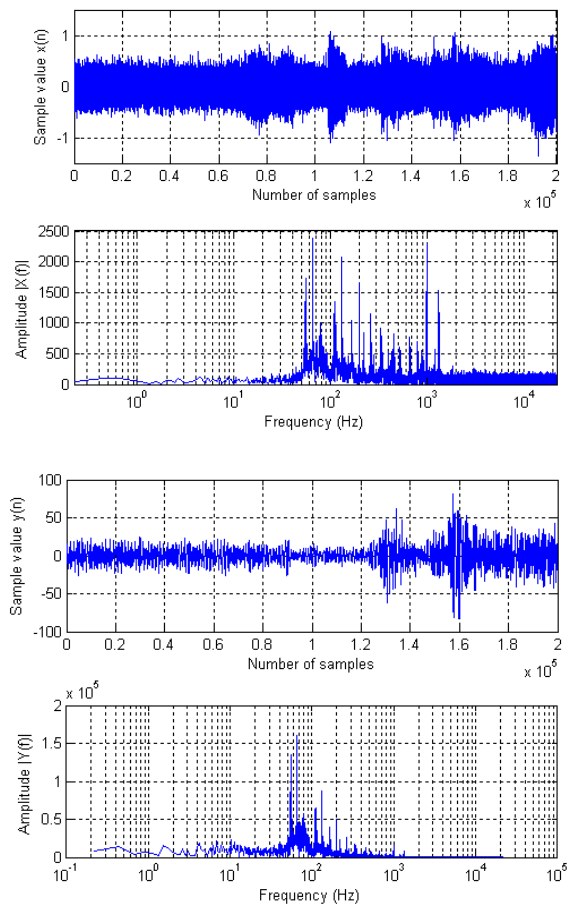 Sample value x(n)
1
0
-1
0 0.2 0.4 0.6 0.8 1 1.2 1.4 1.6 1.8 2
Number of samples
x 10^5
Amplitude |X(f)|
2500
2000
1500
1000
500
0
10^0 10^1 10^2 10^3 10^4
Frequency (Hz)
Sample value y(n)
100
50
0
-50
-100
0 0.2 0.4 0.6 0.8 1 1.2 1.4 1.6 1.8 2
Number of samples
x 10^5
x 10^5
Amplitude |Y(f)|
2
1.5
1
0.5
0
10^-1 10^0 10^1 10^2 10^3 10^4 10^5
Frequency (Hz)